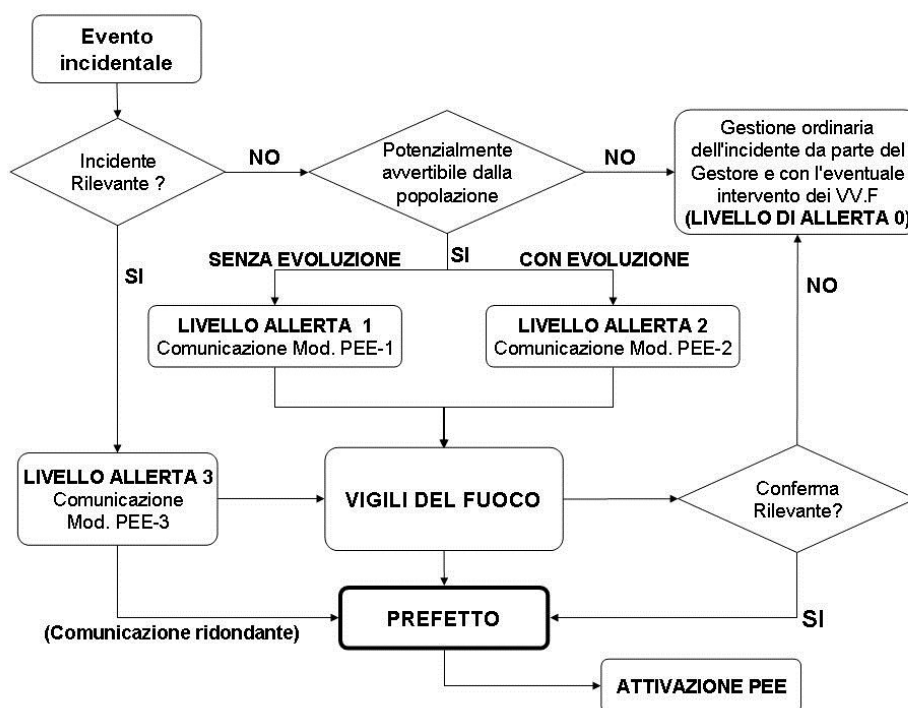 Evento
incidentale
Incidente
Rilevante ?
NO
Potenzialmente
avvertibile dalla
popolazione
NO
Gestione ordinaria
dell'incidente da parte del
Gestore e con l'eventuale
intervento dei VV.F
(LIVELLO DI ALLERTA 0)
SI
SENZA EVOLUZIONE
SI
CON EVOLUZIONE
NO
LIVELLO ALLERTA 1
Comunicazione Mod. PEE-1
LIVELLO ALLERTA 2
Comunicazione Mod. PEE-2
LIVELLO ALLERTA 3
Comunicazione
Mod. PEE-3
VIGILI DEL FUOCO
Conferma
Rilevante?
(Comunicazione ridondante)
PREFETTO
SI
ATTIVAZIONE PEE